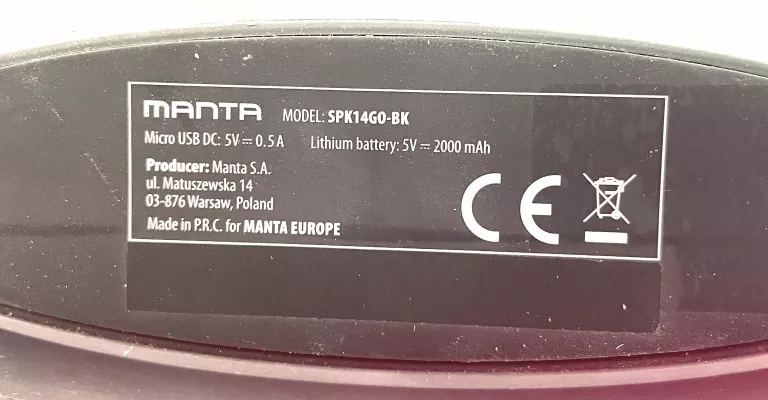 MANTA MODEL: SPK14GO-BK
Micro USB DC: 5V⎓0.5A Lithium battery: 5V⎓2000 mAh
Producer: Manta S.A.
ul. Matuszewska 14
03-876 Warsaw, Poland
Made in P.R.C. for MANTA EUROPE
CE